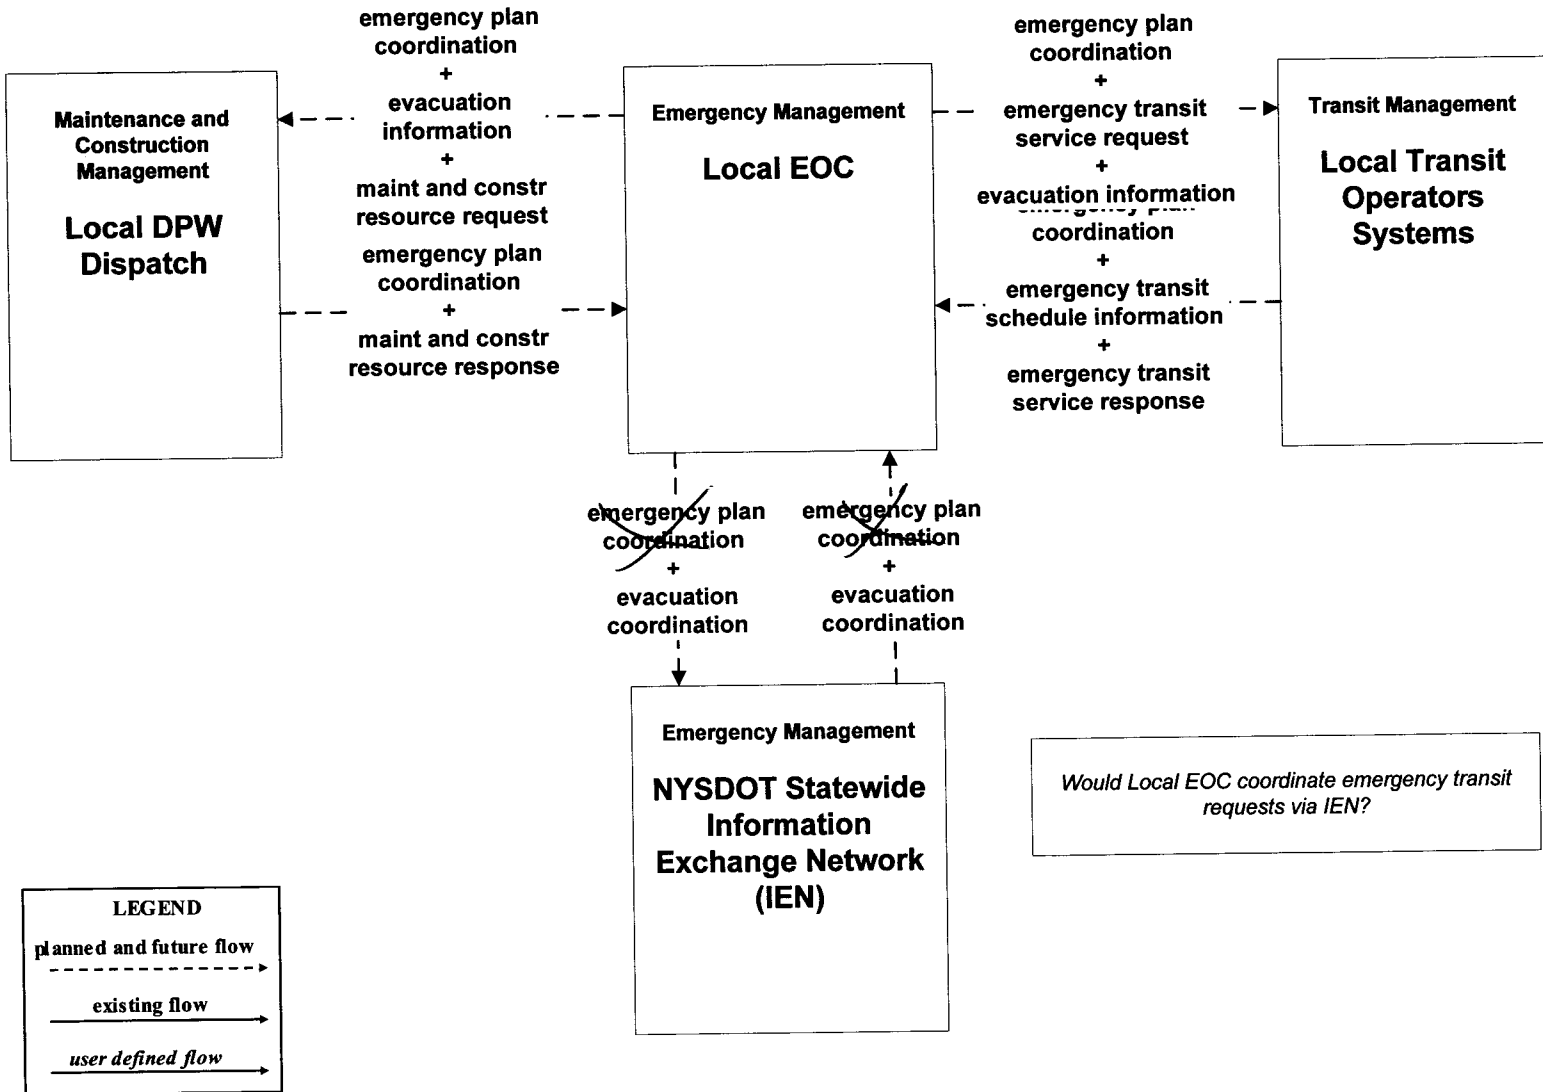 emergency plan
coordination
+
evacuation
information
+
maint and constr
resource request
emergency plan
coordination
+
maint and constr
resource response
Maintenance and
Construction
Management
Local DPW
Dispatch
Emergency Management
Local EOC
emergency plan
coordination
+
emergency transit
service request
+
evacuation information
emergency plan
coordination
+
emergency transit
schedule information
+
emergency transit
service response
Transit Management
Local Transit
Operators
Systems
emergency plan
coordination
+
evacuation
coordination
emergency plan
coordination
+
evacuation
coordination
Emergency Management
NYSDOT Statewide
Information
Exchange Network
(IEN)
Would Local EOC coordinate emergency transit
requests via IEN?
LEGEND
planned and future flow
existing flow
user defined flow